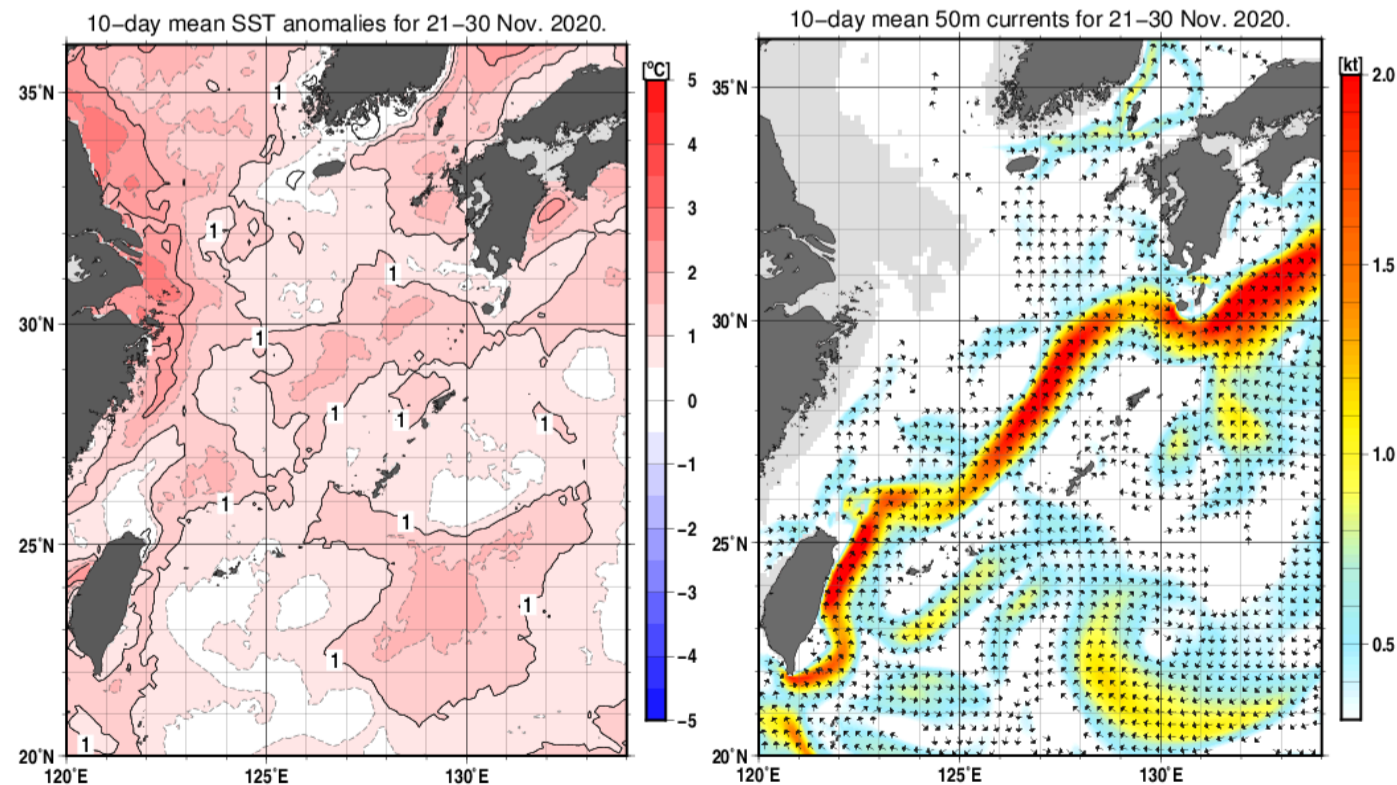 10−day mean SST anomalies for 21−30 Nov. 2020.
[°C]
5
4
3
2
1
0
−1
−2
−3
−4
−5
35˚N
30˚N
25˚N
20˚N
120˚E
125˚E
130˚E
1
1
1
1
1
1
1
1
1
1
1
1
10−day mean 50m currents for 21−30 Nov. 2020.
[kt]
2.0
1.5
1.0
0.5
35˚N
30˚N
25˚N
20˚N
120˚E
125˚E
130˚E